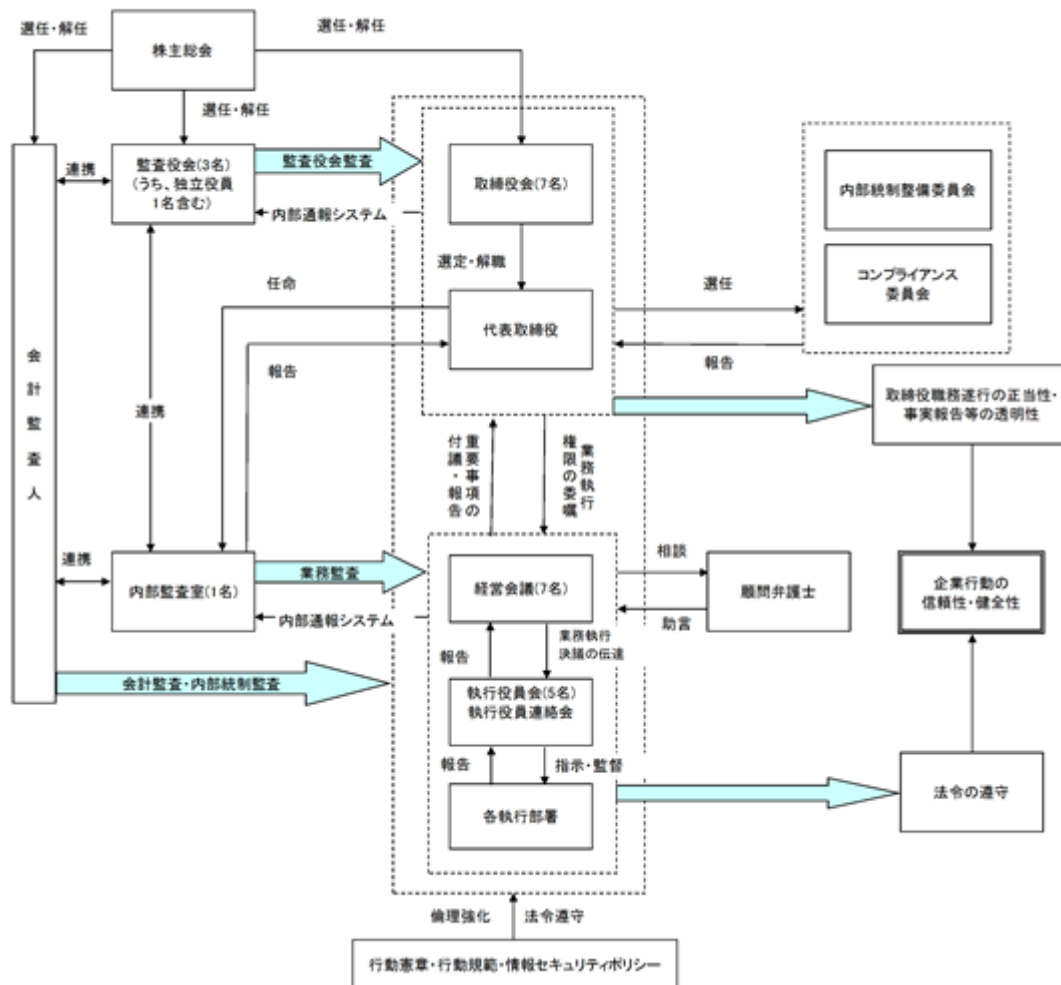 選任・解任
株主総会
選任・解任
選任・解任
連携
監査役会(3名)
(うち、独立役員
1名含む)
監査役会監査
取締役会(7名)
内部統制整備委員会
内部通報システム
選定・解職
コンプライアンス
委員会
任命
選任
代表取締役
会計監査人
報告
報告
連携
取締役職務遂行の正当性・
事実報告等の透明性
重要事項の
付議・報告
業務執行
権限の委嘱
連携
内部監査室(1名)
業務監査
経営会議(7名)
相談
顧問弁護士
企業行動の
信頼性・健全性
内部通報システム
助言
報告
業務執行
決議の伝達
会計監査・内部統制監査
執行役員会(5名)
執行役員連絡会
報告
指示・監督
各執行部署
法令の遵守
倫理強化
法令遵守
行動憲章・行動規範・情報セキュリティポリシー